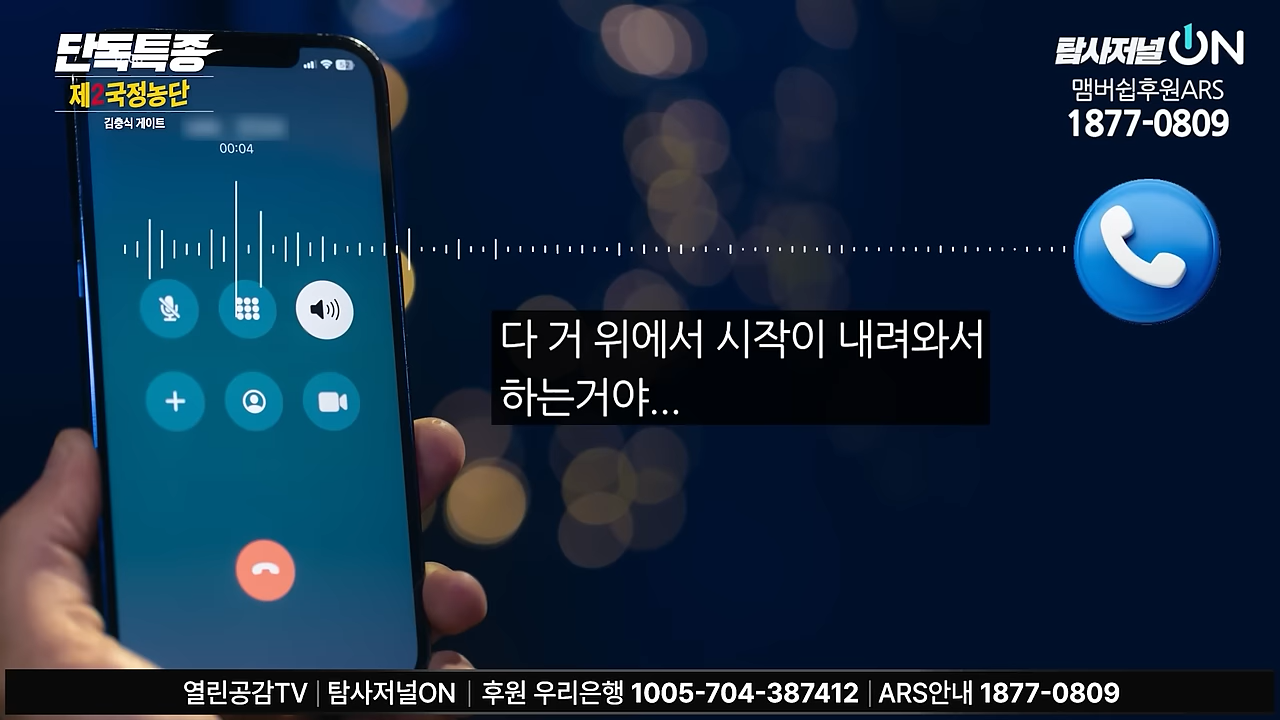 단독특종
제2국정농단
김충식 게이트
탐사저널ON
맴버쉽후원ARS
1877-0809
00:04
다 거 위에서 시작이 내려와서
하는거야...
열린공감TV | 탐사저널ON | 후원 우리은행 1005-704-387412 | ARS안내 1877-0809